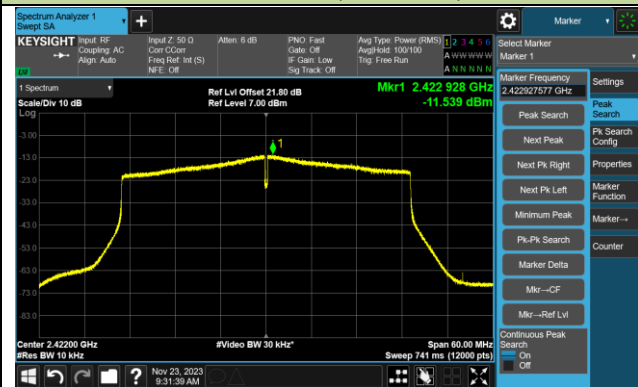 Spectrum Analyzer 1
Swept SA
Marker
KEYSIGHT
Input: RF
Coupling: AC
Align: Auto
Input Z: 50 Ω
Corr CCorr
Freq Ref: Int (S)
NFE: Off
Atten: 6 dB
PNO: Fast
Gate: Off
IF Gain: Low
Sig Track: Off
Avg Type: Power (RMS)
Avg|Hold: 100/100
Trig: Free Run
1 2 3 4 5 6
A W W W W W
A N N N N N
LVI
1 Spectrum
Scale/Div 10 dB
Log
Ref Lvl Offset 21.80 dB
Ref Level 7.00 dBm
Mkr1 2.422 928 GHz
-11.539 dBm
1
-3.00
-13.0
-23.0
-33.0
-43.0
-53.0
-63.0
-73.0
-83.0
Center 2.42200 GHz
#Res BW 10 kHz
#Video BW 30 kHz*
Span 60.00 MHz
Sweep 741 ms (12000 pts)
Nov 23, 2023
9:31:39 AM
Select Marker
Marker 1
Marker Frequency
2.422927577 GHz
Peak Search
Next Peak
Next Pk Right
Next Pk Left
Minimum Peak
Pk-Pk Search
Marker Delta
Mkr→CF
Mkr→Ref Lvl
Continuous Peak
Search
On
Off
Settings
Peak
Search
Pk Search
Config
Properties
Marker
Function
Marker→
Counter